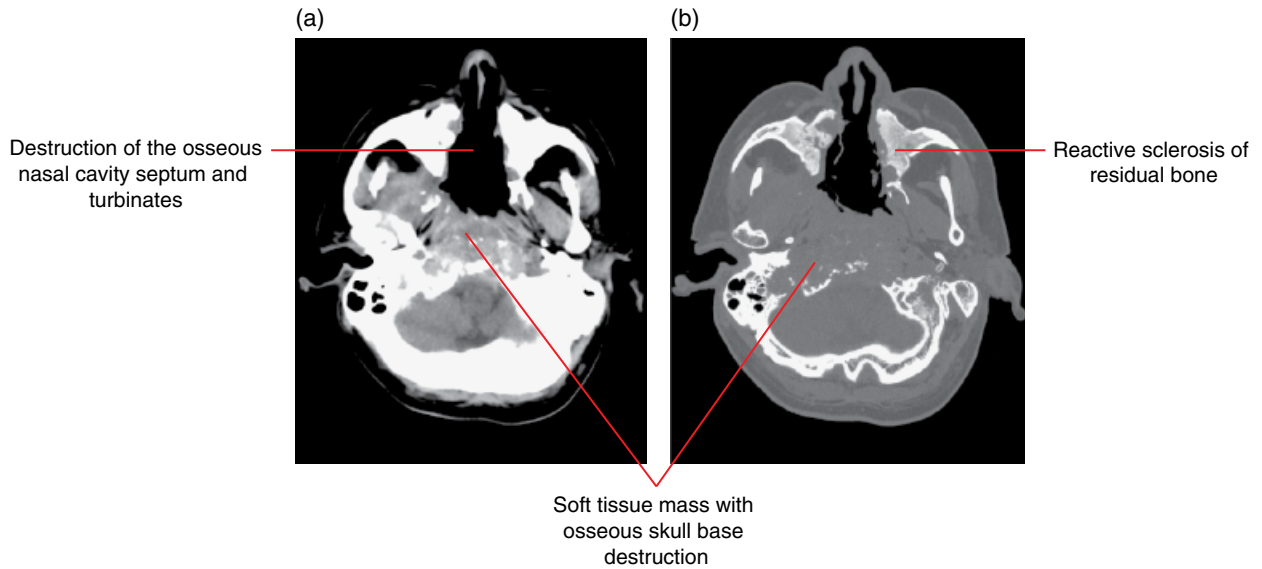 (a)
(b)
Destruction of the osseous
nasal cavity septum and
turbinates
Reactive sclerosis of
residual bone
Soft tissue mass with
osseous skull base
destruction